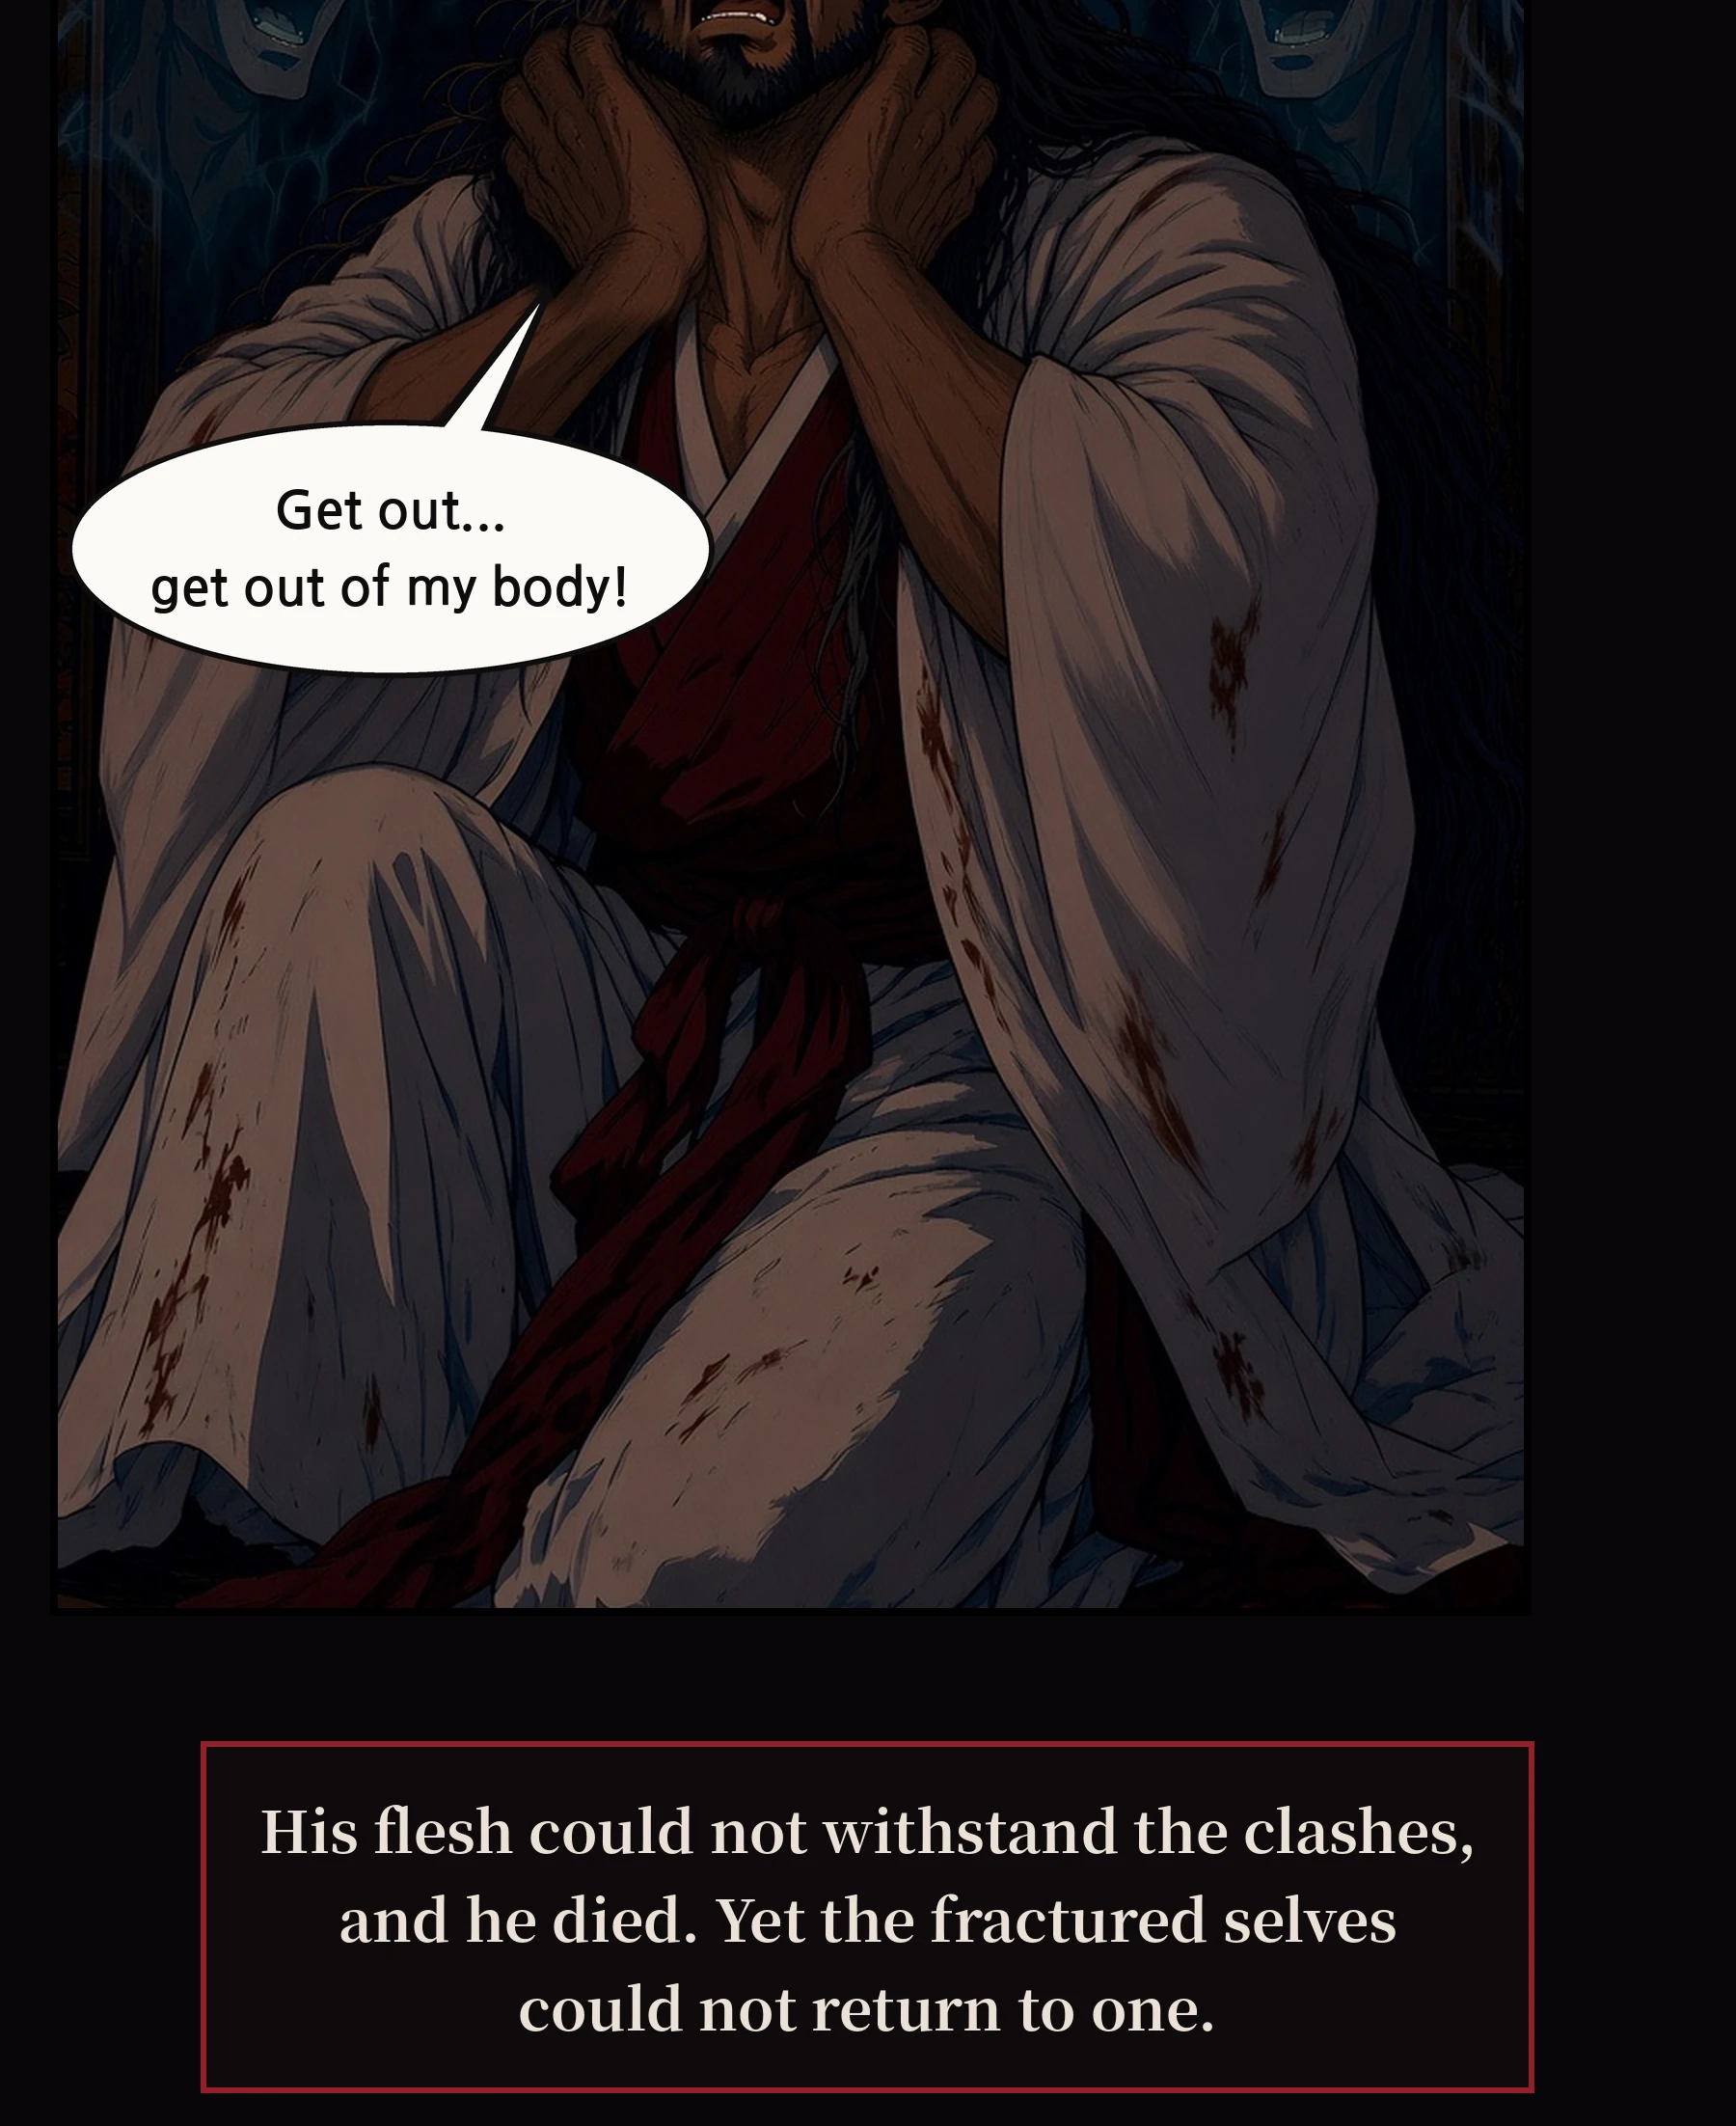 Get out...
get out of my body!
His flesh could not withstand the clashes,
and he died. Yet the fractured selves
could not return to one.